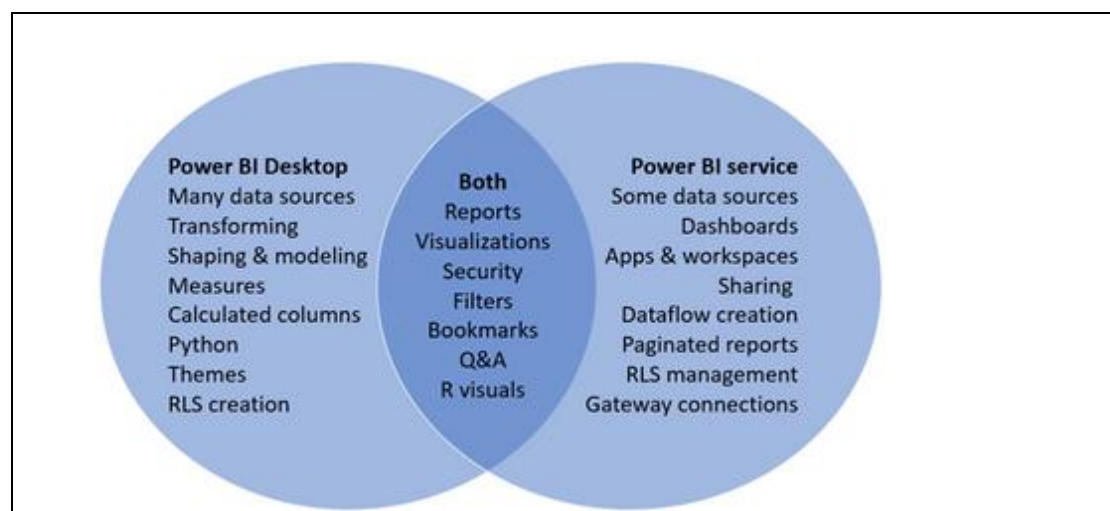 Power BI Desktop
Many data sources
Transforming
Shaping & modeling
Measures
Calculated columns
Python
Themes
RLS creation
Both
Reports
Visualizations
Security
Filters
Bookmarks
Q&A
R visuals
Power BI service
Some data sources
Dashboards
Apps & workspaces
Sharing
Dataflow creation
Paginated reports
RLS management
Gateway connections